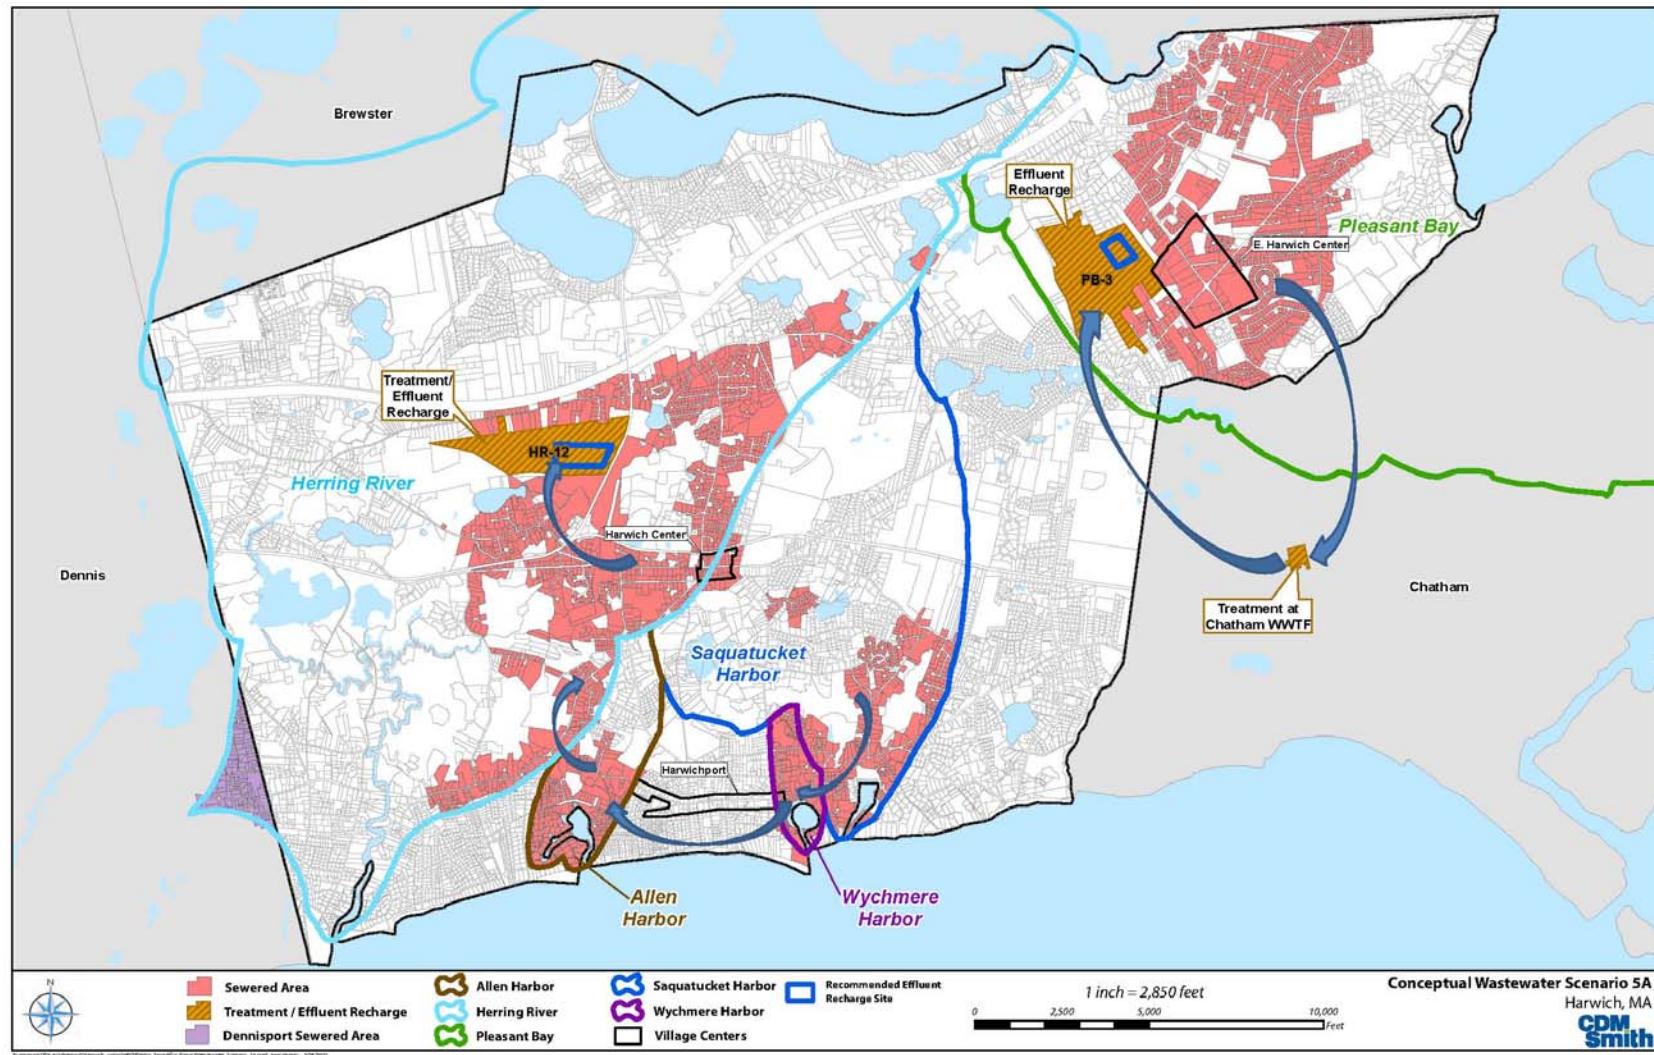 Brewster
Effluent
Recharge
Pleasant Bay
E. Harwich Center
PB-3
Treatment/
Effluent
Recharge
HR-12
Herring River
Harwich Center
Dennis
Chatham
Treatment at
Chatham WWTF
Saquatucket
Harbor
Harwichport
Allen
Harbor
Wychmere
Harbor
N
Sewered Area
Treatment / Effluent Recharge
Dennisport Sewered Area
Allen Harbor
Herring River
Pleasant Bay
Saquatucket Harbor
Wychmere Harbor
Village Centers
Recommended Effluent
Recharge Site
1 inch = 2,850 feet
0 2,500 5,000 10,000
Feet
Conceptual Wastewater Scenario 5A
Harwich, MA
CDM
Smith